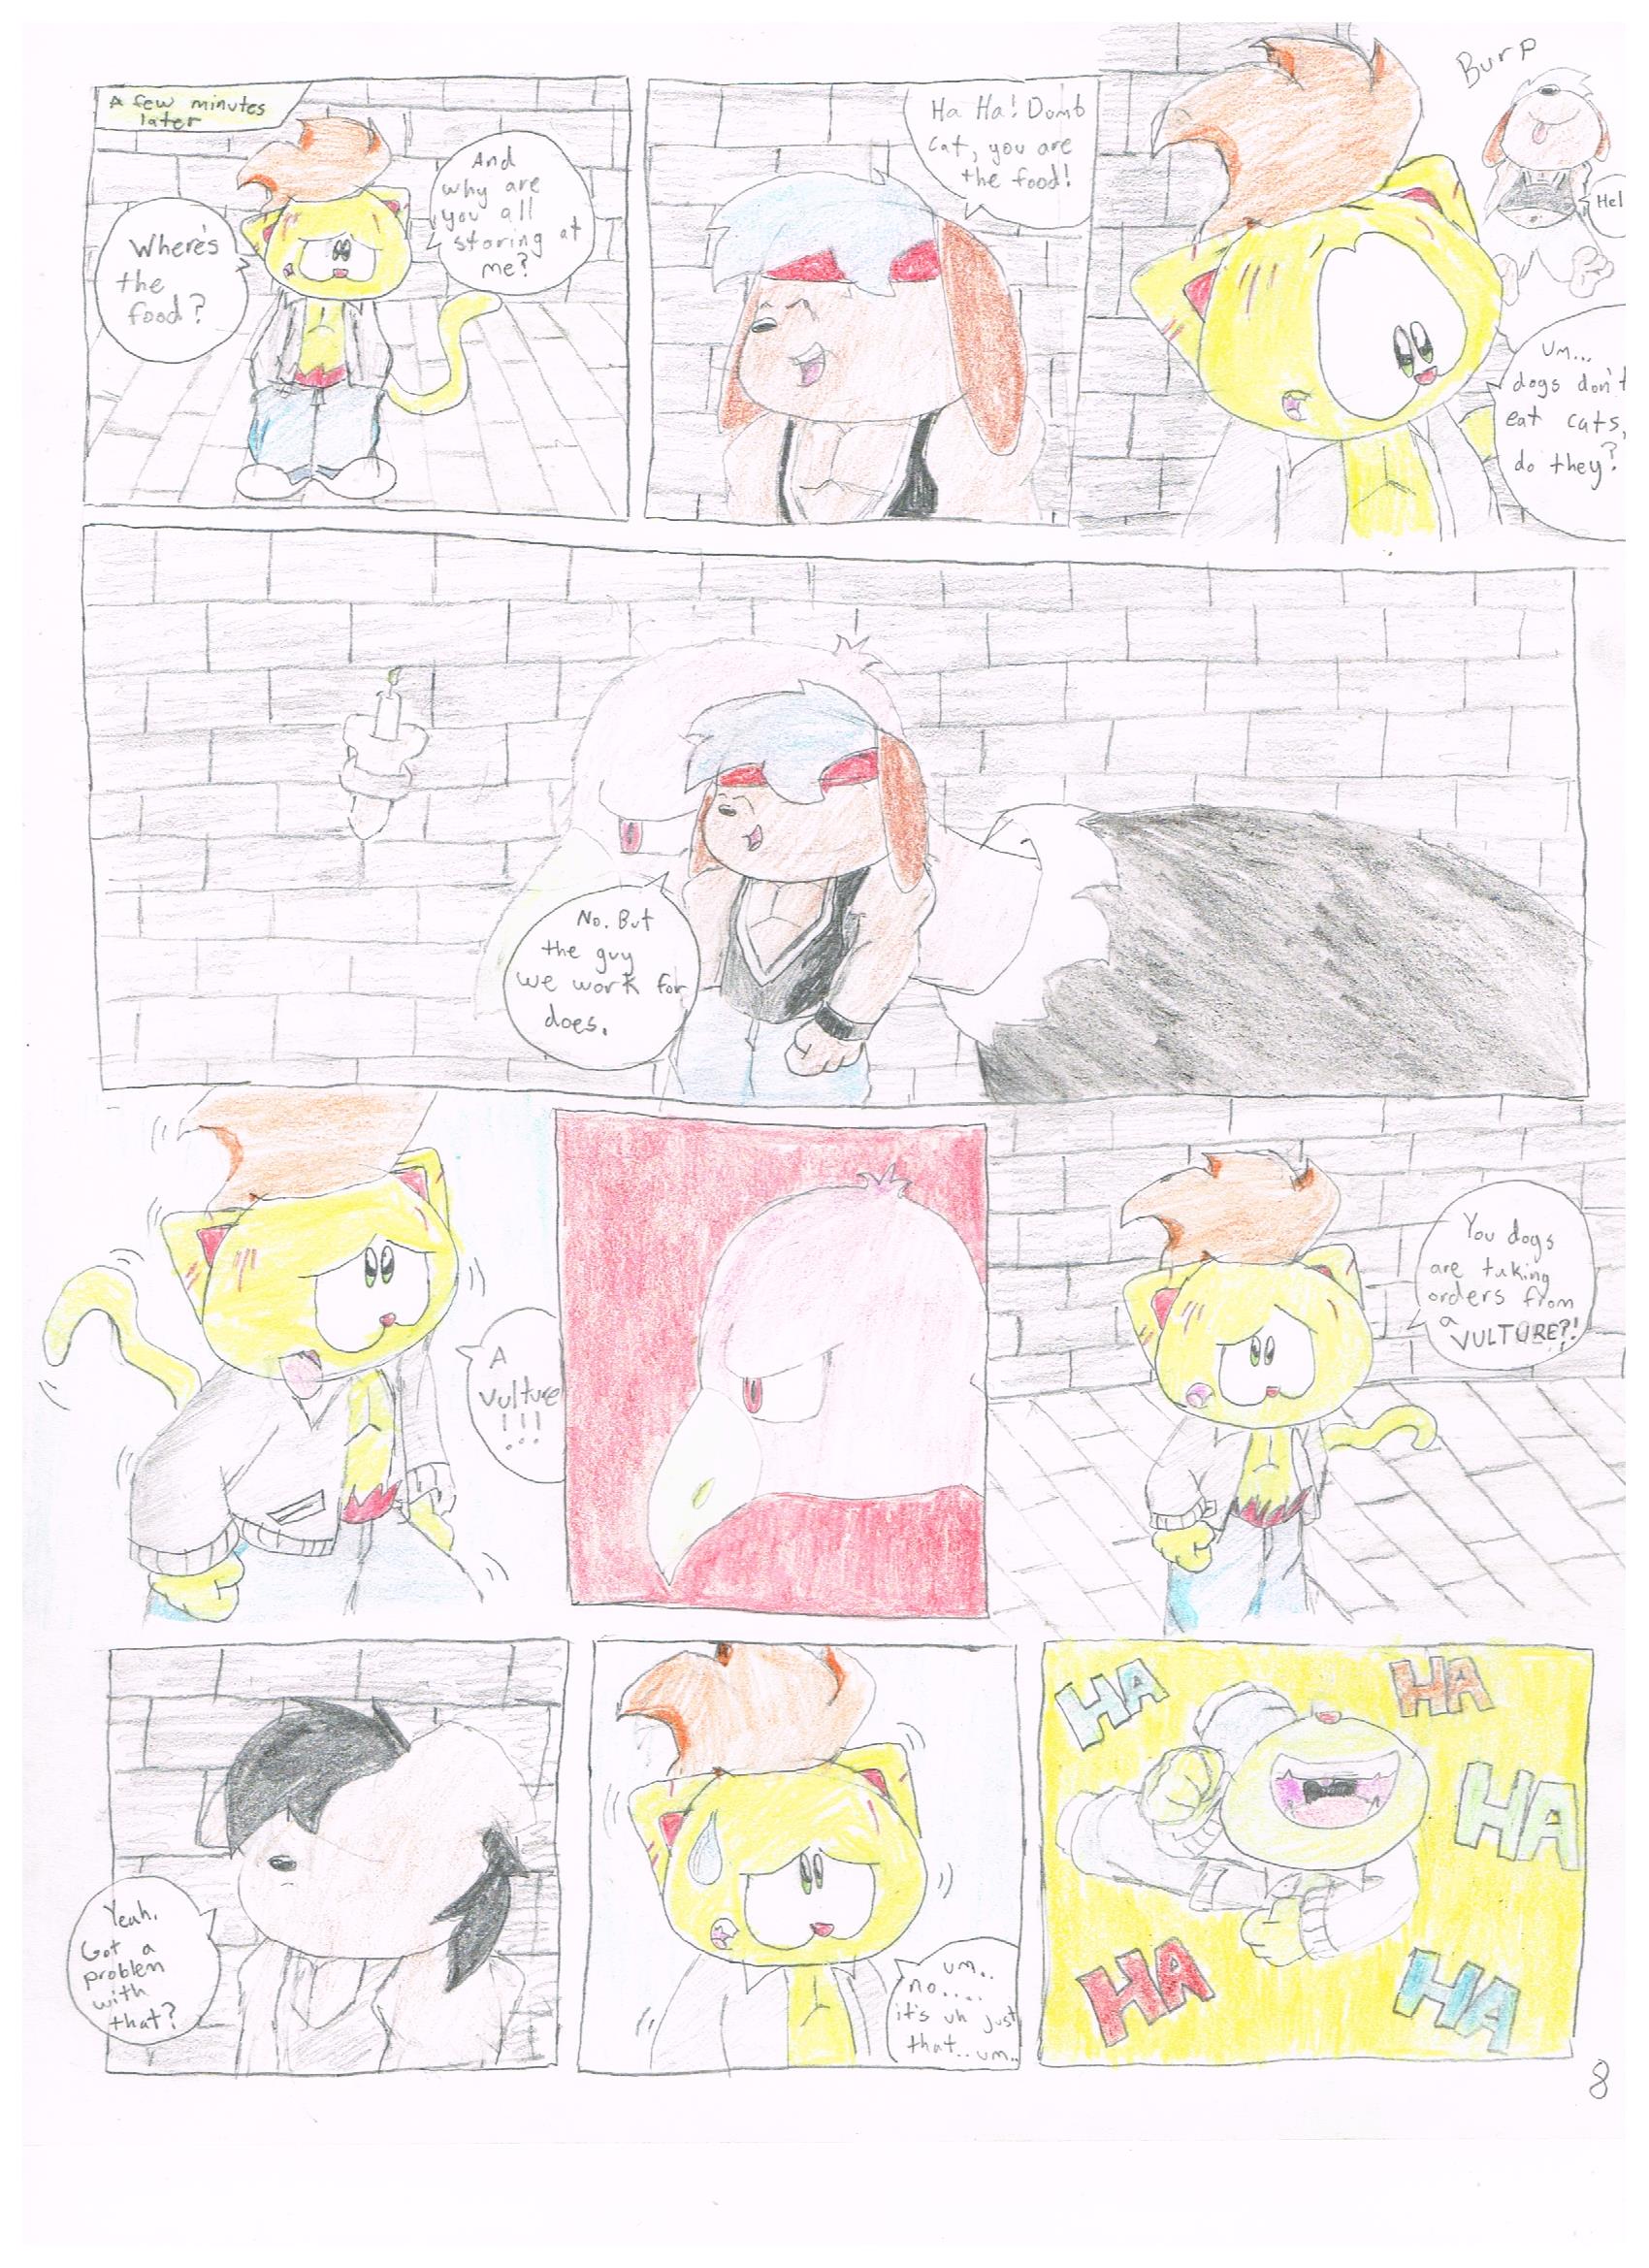 A few minutes
later
Where's
the
food?
And
why are
you all
staring at
me?
Ha Ha! Dumb
cat, you are
the food!
Burp
Hel
Um...
dogs don't
eat cats,
do they?
No. But
the guy
we work for
does.
A
vulture
!!!
You dogs
are taking
orders from
a
VULTURE?!
Yeah.
Got a
problem
with
that?
um..
no....
it's uh just
that..um..
HA
HA
HA
HA
HA
8